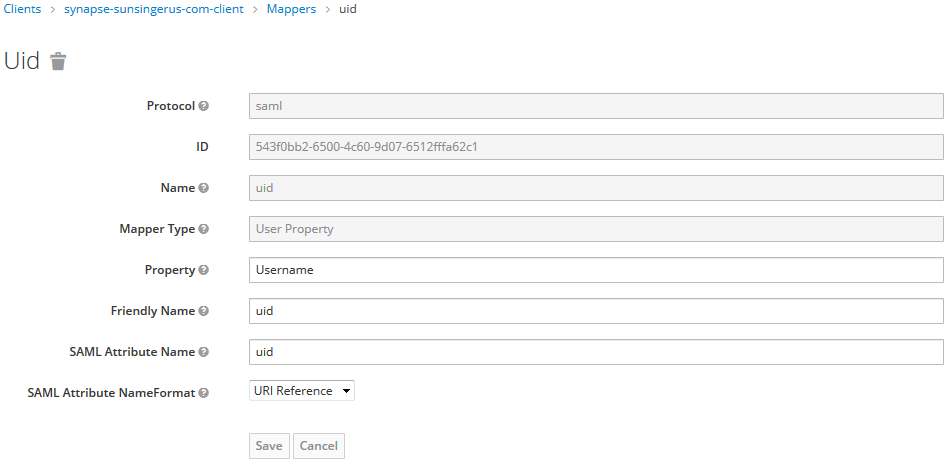 Clients > synapse-sunsingerus-com-client > Mappers > uid
Uid
Protocol saml
ID 543f0bb2-6500-4c60-9d07-6512fffa62c1
Name uid
Mapper Type User Property
Property Username
Friendly Name uid
SAML Attribute Name uid
SAML Attribute NameFormat URI Reference
Save Cancel